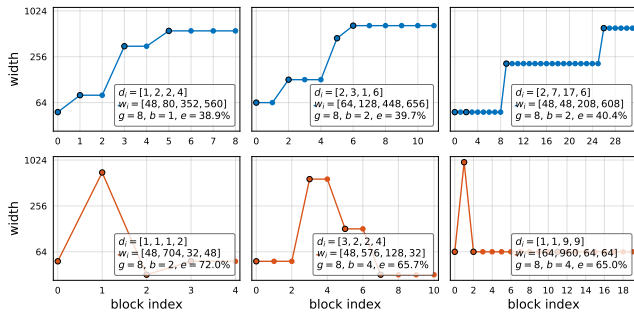 1024
256
64
width
d_i = [1, 2, 2, 4]
w_i = [48, 80, 352, 560]
g = 8, b = 1, e = 38.9%
0 1 2 3 4 5 6 7 8
d_i = [2, 3, 1, 6]
w_i = [64, 128, 448, 656]
g = 8, b = 2, e = 39.7%
0 2 4 6 8 10
d_i = [2, 7, 17, 6]
w_i = [48, 48, 208, 608]
g = 8, b = 2, e = 40.4%
0 4 8 12 16 20 24 28
1024
256
64
width
d_i = [1, 1, 1, 2]
w_i = [48, 704, 32, 48]
g = 8, b = 2, e = 72.0%
0 1 2 3 4
block index
d_i = [3, 2, 2, 4]
w_i = [48, 576, 128, 32]
g = 8, b = 4, e = 65.7%
0 2 4 6 8 10
block index
d_i = [1, 1, 9, 9]
w_i = [64, 960, 64, 64]
g = 8, b = 4, e = 65.0%
0 2 4 6 8 10 12 14 16 18
block index